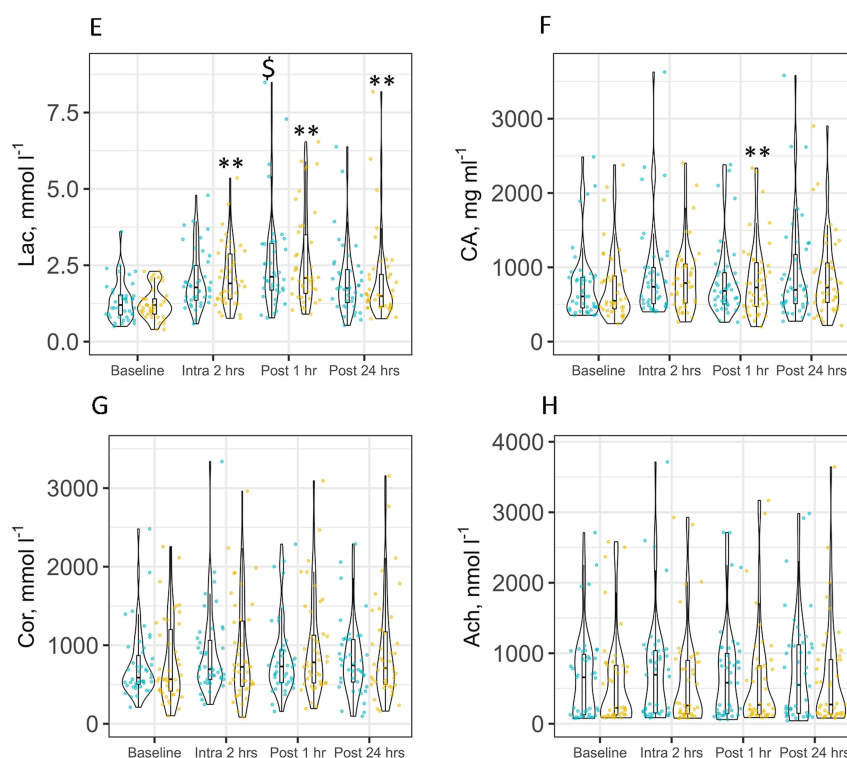 E
Lac, mmol l⁻¹
7.5
5.0
2.5
0.0
$
**
**
**
Baseline Intra 2 hrs Post 1 hr Post 24 hrs
F
CA, mg ml⁻¹
3000
2000
1000
0
**
Baseline Intra 2 hrs Post 1 hr Post 24 hrs
G
Cor, mmol l⁻¹
3000
2000
1000
0
Baseline Intra 2 hrs Post 1 hr Post 24 hrs
H
Ach, nmol l⁻¹
4000
3000
2000
1000
0
Baseline Intra 2 hrs Post 1 hr Post 24 hrs